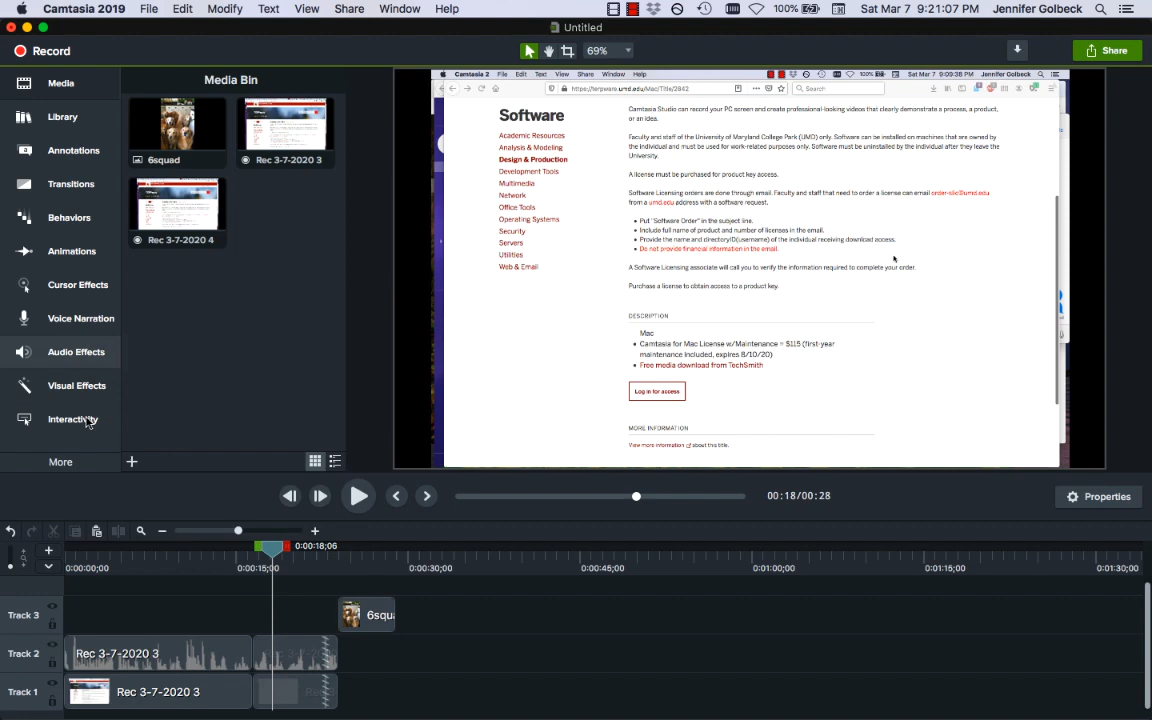 Camtasia 2019 File Edit Modify Text View Share Window Help 100% Sat Mar 7 9:21:07 PM Jennifer Golbeck
Untitled
Record 69% Share
Media
Library
Annotations
Transitions
Behaviors
Animations
Cursor Effects
Voice Narration
Audio Effects
Visual Effects
Interactivity
More
Media Bin
6squad Rec 3-7-2020 3
Rec 3-7-2020 4
Camtasia 2 File Edit Text View Share Window Help 100% Sat Mar 7 9:09:38 PM Jennifer Golbeck
https://terpware.umd.edu/Mac/Title/2842 Search
Software
Academic Resources
Analysis & Modeling
Design & Production
Development Tools
Multimedia
Network
Office Tools
Operating Systems
Security
Servers
Utilities
Web & Email
Camtasia Studio can record your PC screen and create professional-looking videos that clearly demonstrate a process, a product,
or an idea.
Faculty and staff of the University of Maryland College Park (UMD) only. Software can be installed on machines that are owned by
the individual and must be used for work-related purposes only. Software must be uninstalled by the individual after they leave the
University.
A license must be purchased for product key access.
Software Licensing orders are done through email. Faculty and staff that need to order a license can email order-slic@umd.edu
from a umd.edu address with a software request.
• Put "Software Order" in the subject line.
• Include full name of product and number of licenses in the email.
• Provide the name and directoryID(username) of the individual receiving download access.
• Do not provide financial information in the email.
A Software Licensing associate will call you to verify the information required to complete your order.
Purchase a license to obtain access to a product key.
DESCRIPTION
Mac
• Camtasia for Mac License w/Maintenance = $115 (first-year
maintenance included, expires 8/10/20)
• Free media download from TechSmith
Log in for access
MORE INFORMATION
View more information about this title.
00:18/00:28 Properties
0:00:18;06
0:00:00;00 0:00:15;00 0:00:30;00 0:00:45;00 0:01:00;00 0:01:15;00 0:01:30;00
Track 3 6squ
Track 2 Rec 3-7-2020 3
Track 1 Rec 3-7-2020 3